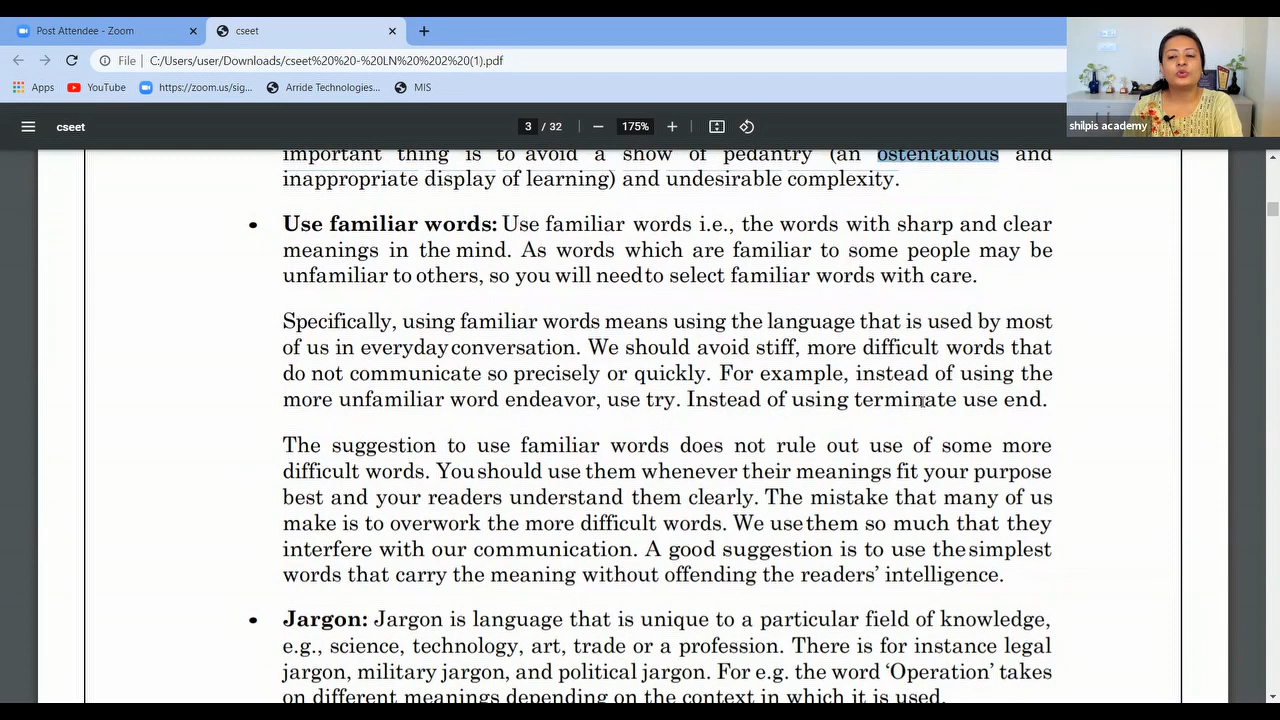 Post Attendee - Zoom
cseet
File
C:/Users/user/Downloads/cseet%20%20-%20LN%20%202%20(1).pdf
Apps
YouTube
https://zoom.us/sig...
Arride Technologies...
MIS
cseet
3 / 32
175%
shilpis academy
important thing is to avoid a show of pedantry (an ostentatious and
inappropriate display of learning) and undesirable complexity.
• Use familiar words: Use familiar words i.e., the words with sharp and clear
meanings in the mind. As words which are familiar to some people may be
unfamiliar to others, so you will need to select familiar words with care.
Specifically, using familiar words means using the language that is used by most
of us in everyday conversation. We should avoid stiff, more difficult words that
do not communicate so precisely or quickly. For example, instead of using the
more unfamiliar word endeavor, use try. Instead of using terminate use end.
The suggestion to use familiar words does not rule out use of some more
difficult words. You should use them whenever their meanings fit your purpose
best and your readers understand them clearly. The mistake that many of us
make is to overwork the more difficult words. We use them so much that they
interfere with our communication. A good suggestion is to use the simplest
words that carry the meaning without offending the readers’ intelligence.
• Jargon: Jargon is language that is unique to a particular field of knowledge,
e.g., science, technology, art, trade or a profession. There is for instance legal
jargon, military jargon, and political jargon. For e.g. the word ‘Operation’ takes
on different meanings depending on the context in which it is used.